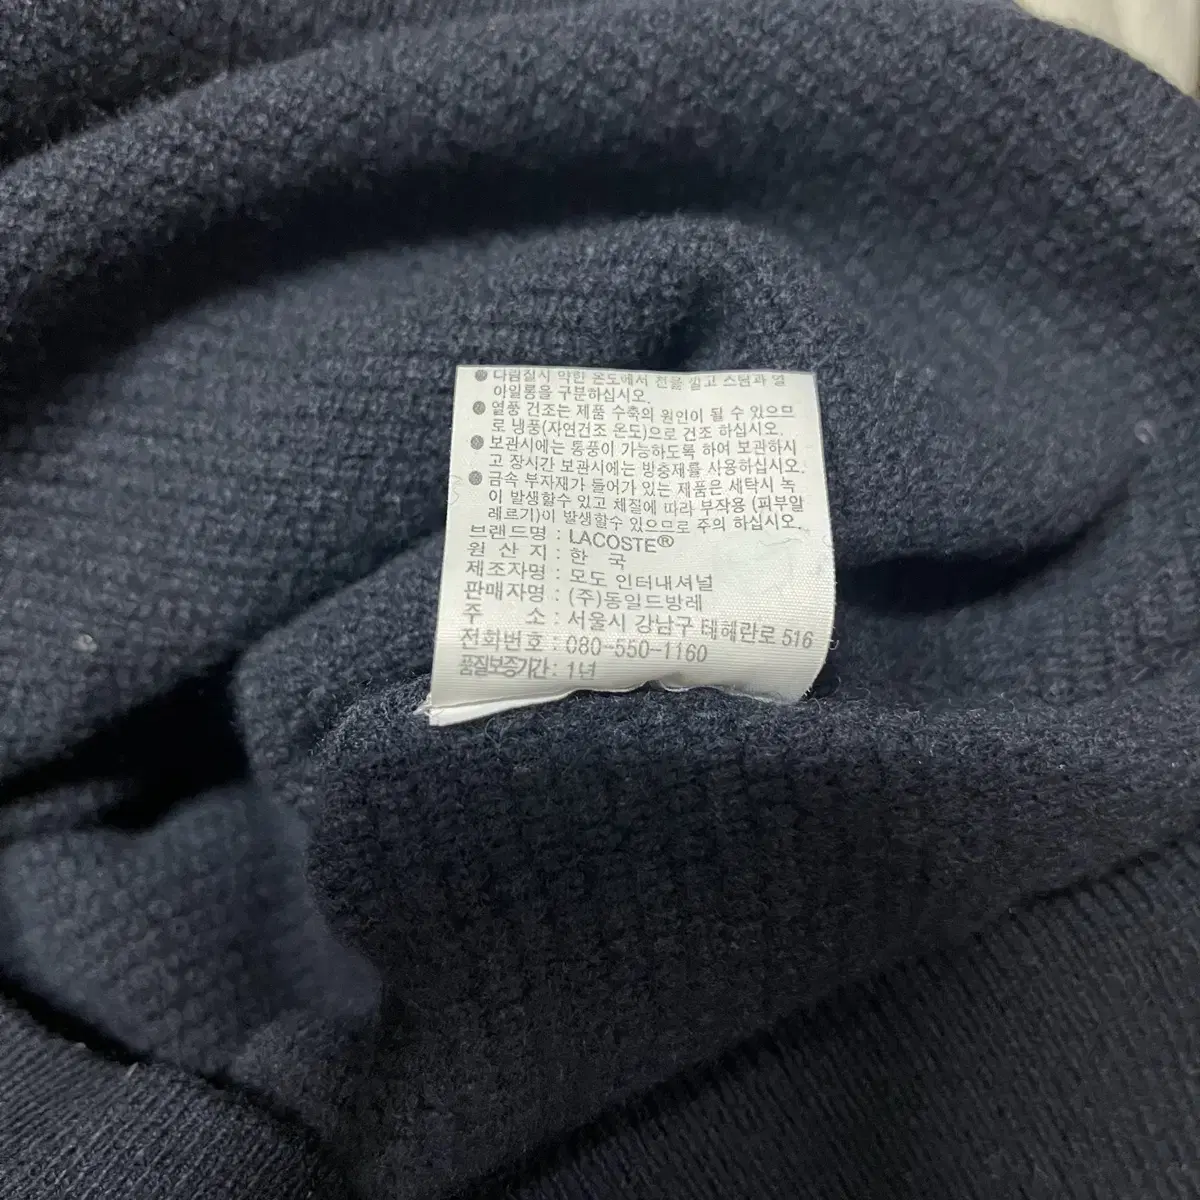 ● 다림질시 약한 온도에서 천을 깔고 스팀과 열
아일롱을 구분하십시오.
● 열풍 건조는 제품 수축의 원인이 될 수 있으므
로 냉풍(자연건조 온도)으로 건조 하십시오.
● 보관시에는 통풍이 가능하도록 하여 보관하시
고 장시간 보관시에는 방충제를 사용하십시오.
● 금속 부자재가 들어가 있는 제품은 세탁시 녹
이 발생할수 있고 체질에 따라 부작용 (피부알
레르기)이 발생할수 있으므로 주의 하십시오.
브랜드명 : LACOSTE®
원 산 지 : 한 국
제조자명 : 모도 인터내셔널
판매자명 : (주)동일드방레
주 소 : 서울시 강남구 테헤란로 516
전화번호 : 080-550-1160
품질보증기간 : 1년